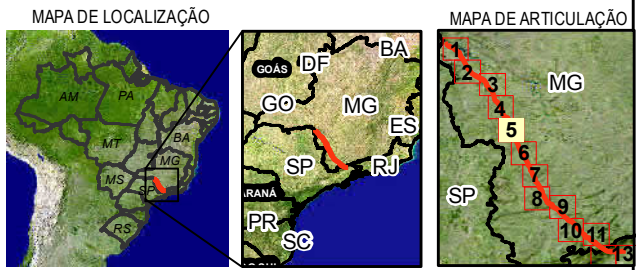 MAPA DE LOCALIZAÇÃO
AM
PA
MT
BA
MG
MS
SP
RS
BA
GOÁS
DF
GO
MG
ES
SP
RJ
ARANÁ
PR
SC
MAPA DE ARTICULAÇÃO
1
2
3
MG
4
5
6
7
SP
8
9
10
11
13